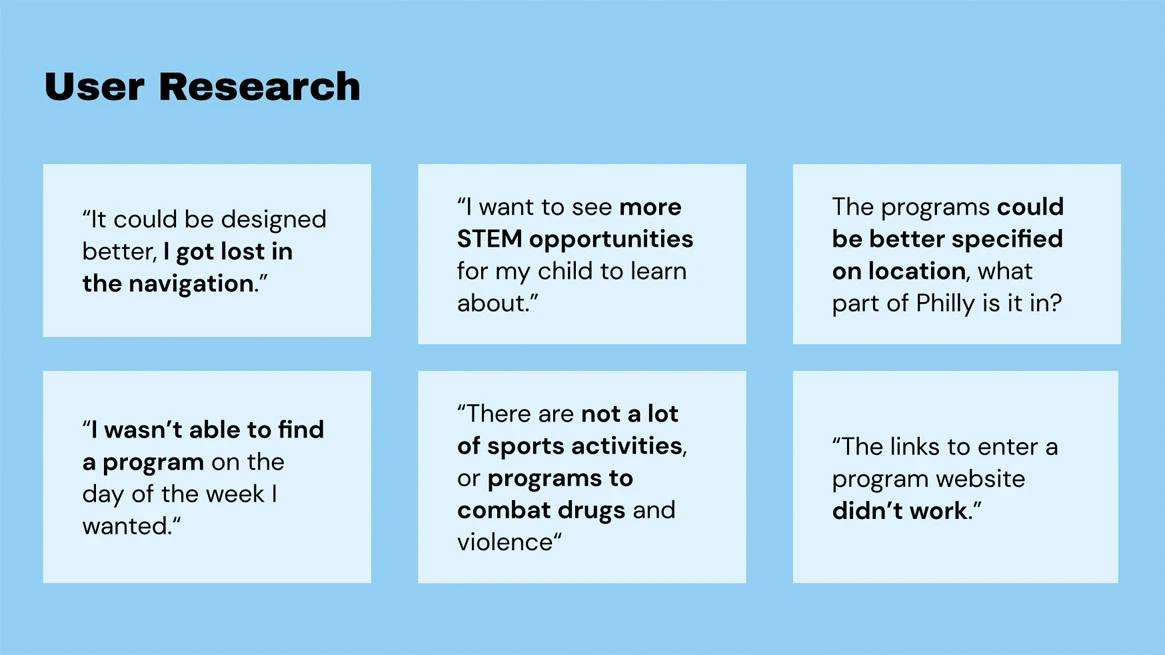 User Research
“It could be designed
better, I got lost in
the navigation.”
“I want to see more
STEM opportunities
for my child to learn
about.”
The programs could
be better specified
on location, what
part of Philly is it in?
“I wasn’t able to find
a program on the
day of the week I
wanted.“
“There are not a lot
of sports activities,
or programs to
combat drugs and
violence“
“The links to enter a
program website
didn’t work.”